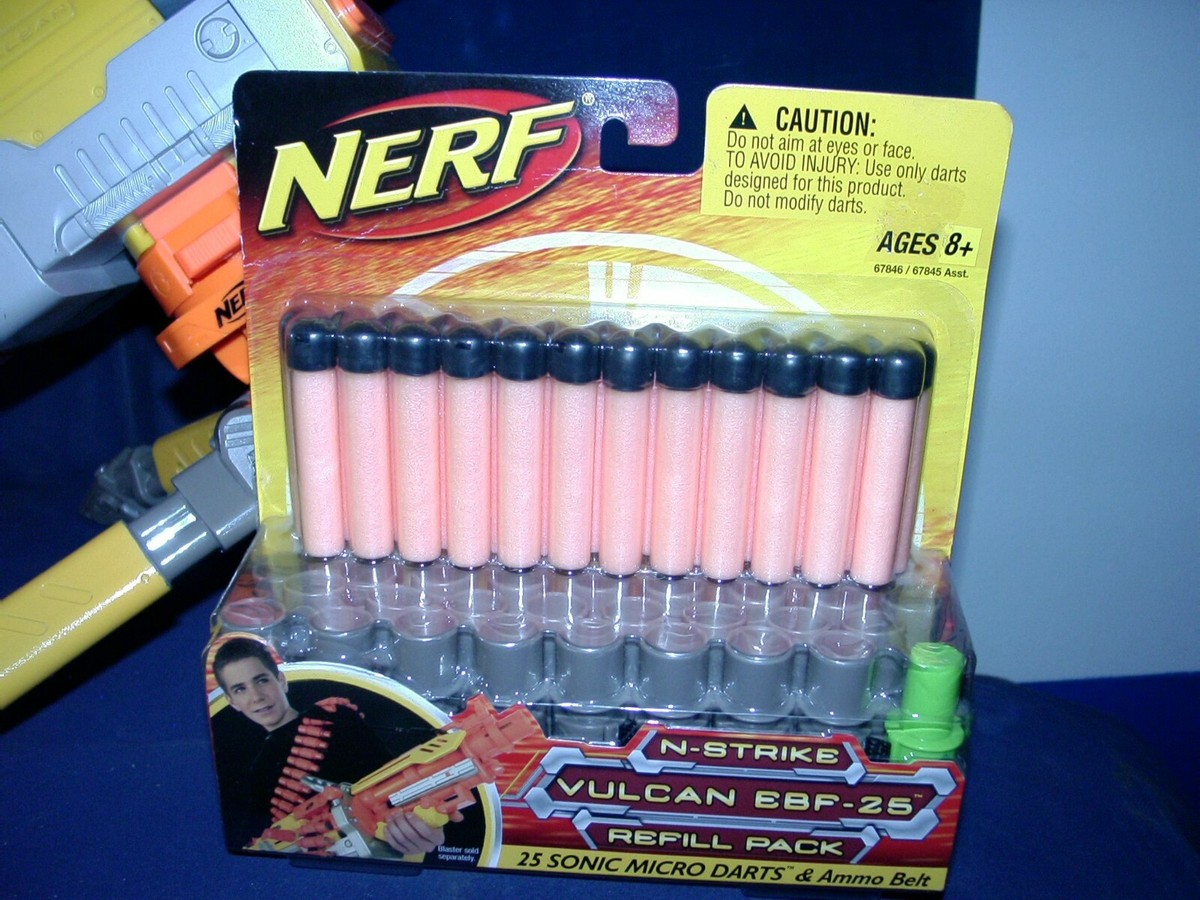 NERF®
⚠ CAUTION:
Do not aim at eyes or face.
TO AVOID INJURY: Use only darts
designed for this product.
Do not modify darts.
AGES 8+
67846 / 67845 Asst.
N-STRIKE
VULCAN EBF-25™
REFILL PACK
25 SONIC MICRO DARTS™ & Ammo Belt
Blaster sold
separately.